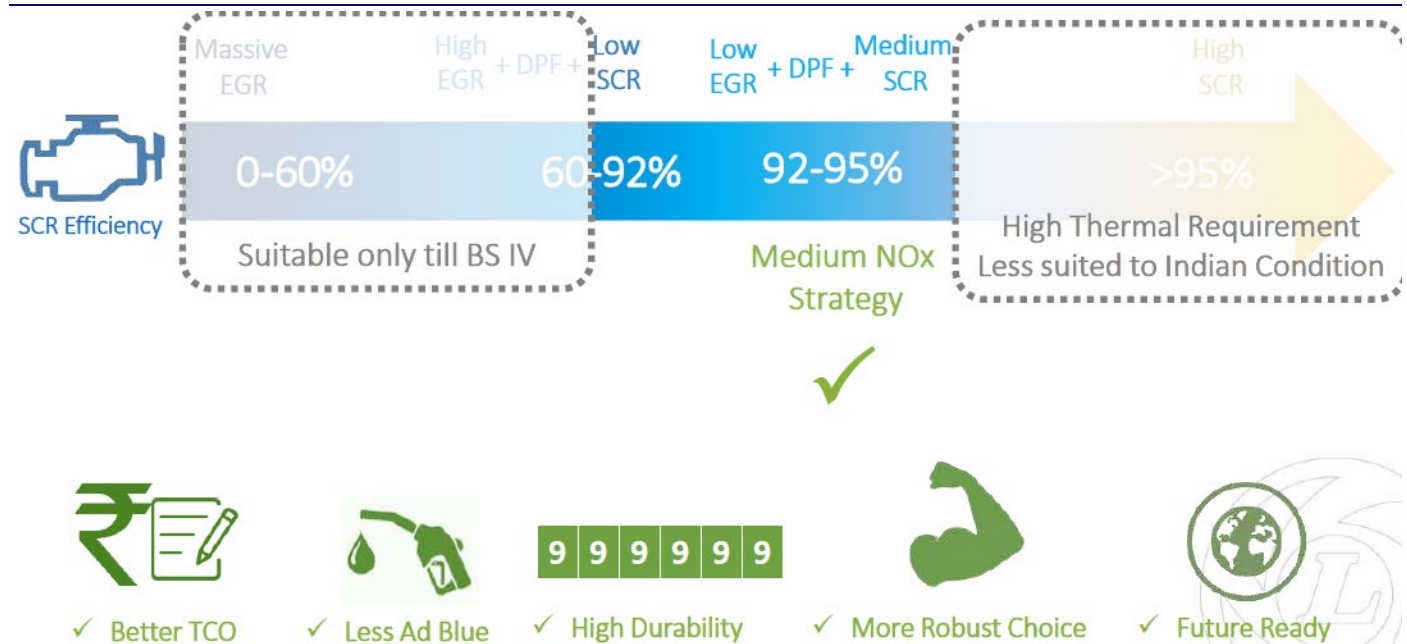 Massive
EGR
High
EGR
+ DPF +
Low
SCR
Low
EGR
+ DPF +
Medium
SCR
High
SCR
SCR Efficiency
0-60%
60-92%
92-95%
>95%
Suitable only till BS IV
Medium NOx
Strategy
High Thermal Requirement
Less suited to Indian Condition
₹
7
9 9 9 9 9 9
L
✓ Better TCO
✓ Less Ad Blue
✓ High Durability
✓ More Robust Choice
✓ Future Ready